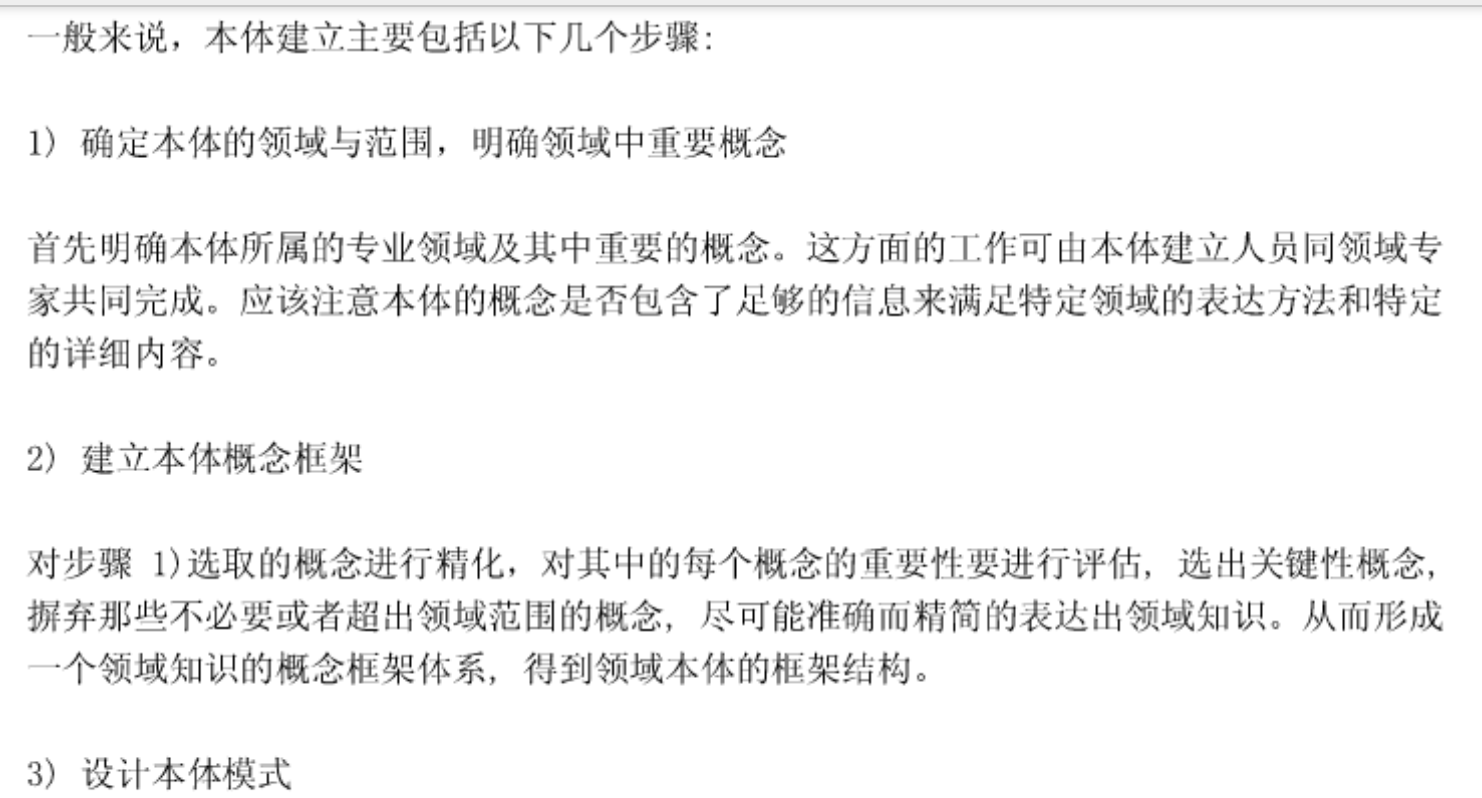 一般来说，本体建立主要包括以下几个步骤:
1) 确定本体的领域与范围，明确领域中重要概念
首先明确本体所属的专业领域及其中重要的概念。这方面的工作可由本体建立人员同领域专
家共同完成。应该注意本体的概念是否包含了足够的信息来满足特定领域的表达方法和特定
的详细内容。
2) 建立本体概念框架
对步骤 1)选取的概念进行精化，对其中的每个概念的重要性要进行评估, 选出关键性概念,
摒弃那些不必要或者超出领域范围的概念, 尽可能准确而精简的表达出领域知识。从而形成
一个领域知识的概念框架体系, 得到领域本体的框架结构。
3) 设计本体模式